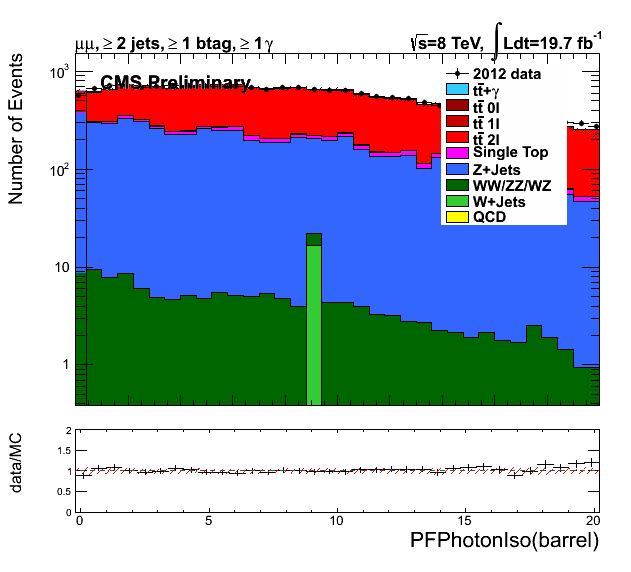 μμ, ≥ 2 jets, ≥ 1 btag, ≥ 1 γ
√s=8 TeV, ∫ Ldt=19.7 fb⁻¹
CMS Preliminary
2012 data
tt̄+γ
tt̄ 0l
tt̄ 1l
tt̄ 2l
Single Top
Z+Jets
WW/ZZ/WZ
W+Jets
QCD
Number of Events
10³
10²
10
1
data/MC
2
1.5
1
0.5
0
0 5 10 15 20
PFPhotonIso(barrel)